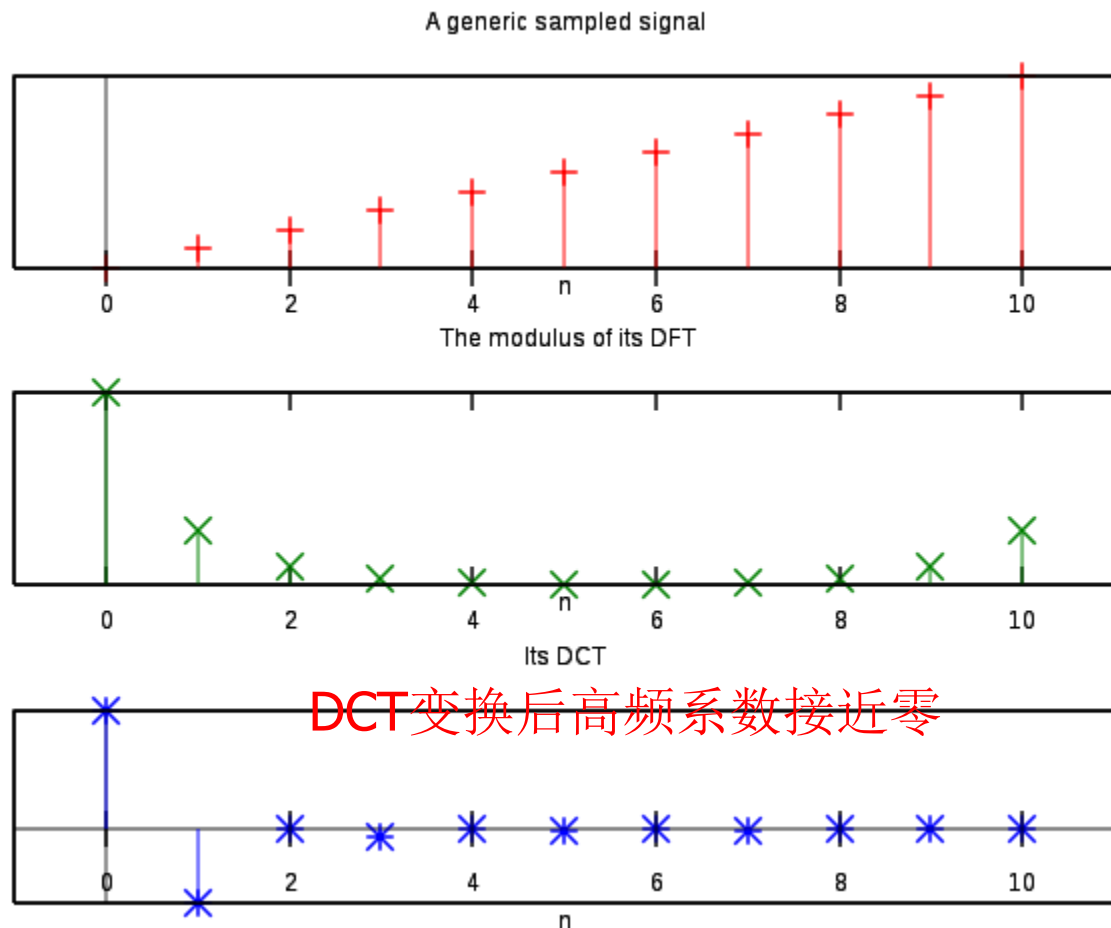 A generic sampled signal
n
0 2 4 6 8 10
The modulus of its DFT
n
0 2 4 6 8 10
Its DCT
DCT变换后高频系数接近零
0 2 4 6 8 10
n